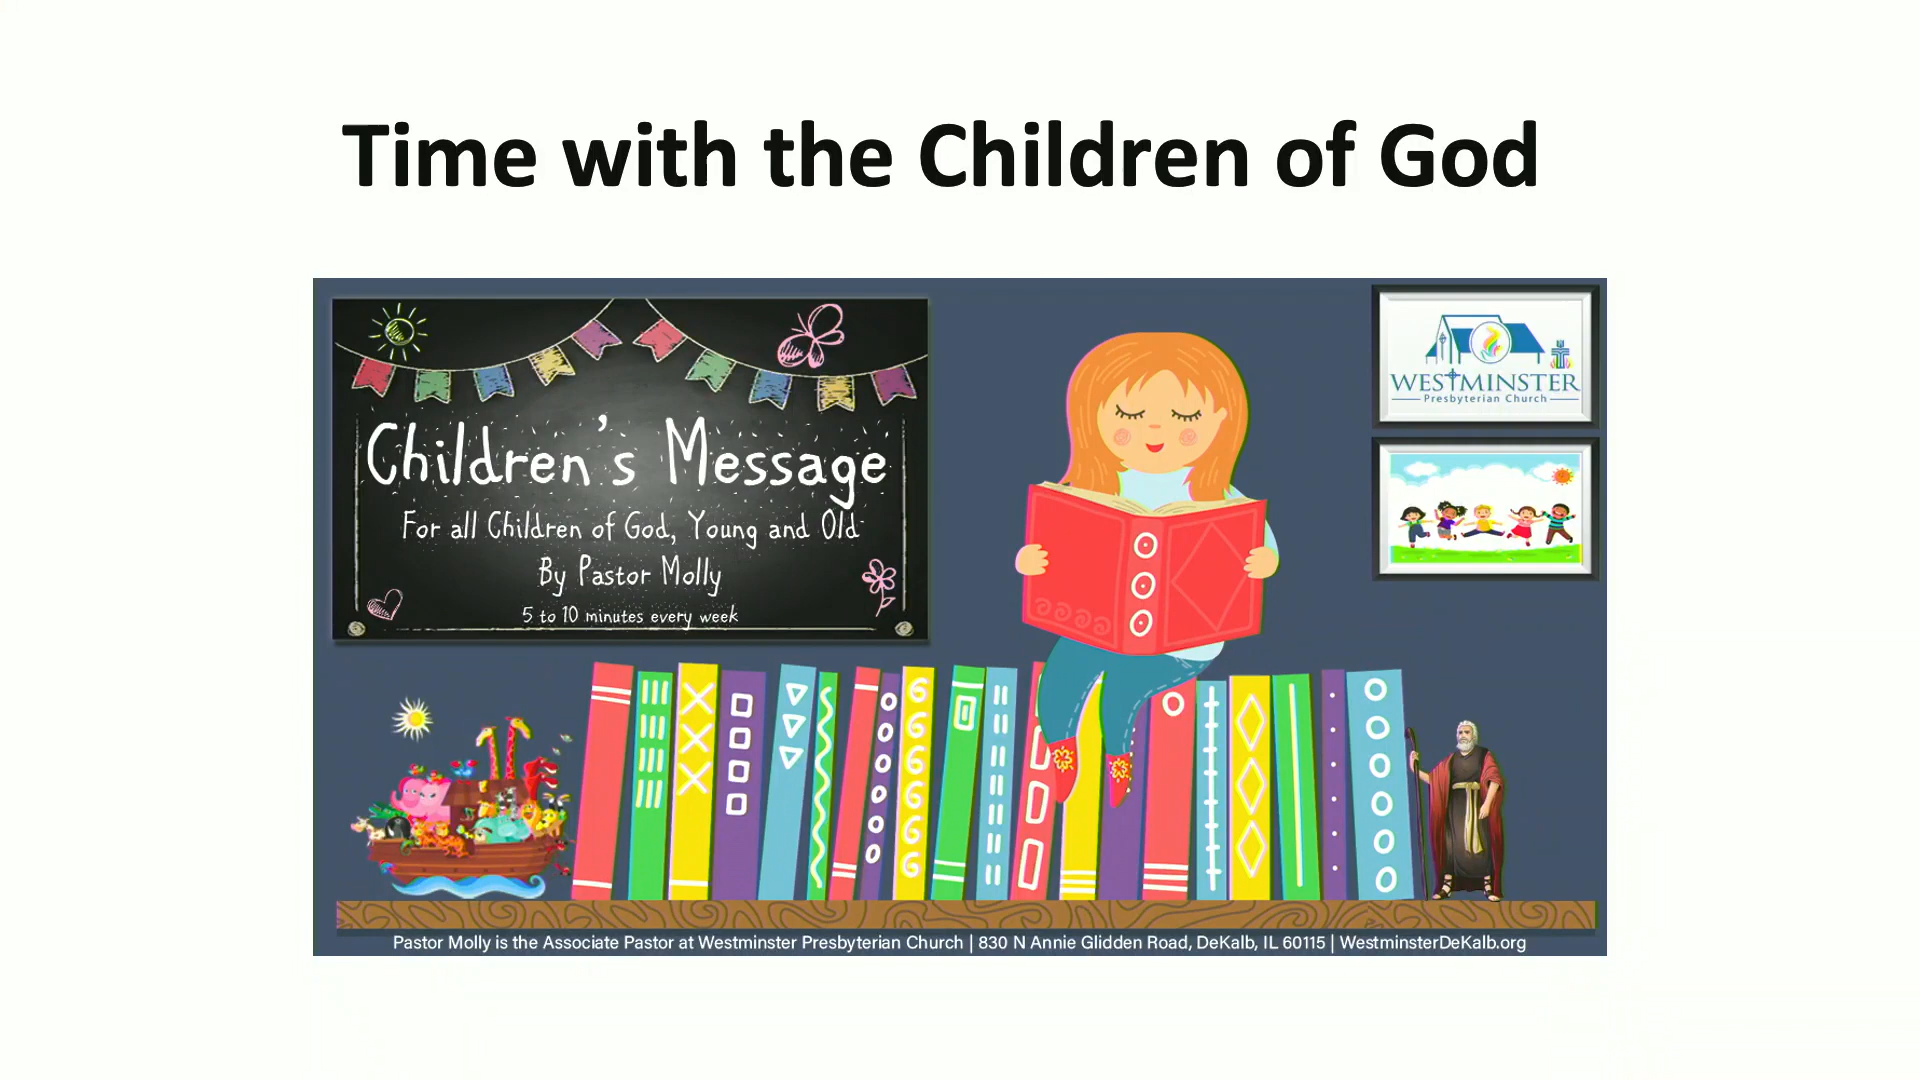 Time with the Children of God
Children's Message
For all Children of God, Young and Old
By Pastor Molly
5 to 10 minutes every week
WESTMINSTER
Presbyterian Church
Pastor Molly is the Associate Pastor at Westminster Presbyterian Church | 830 N Annie Glidden Road, DeKalb, IL 60115 | WestminsterDeKalb.org